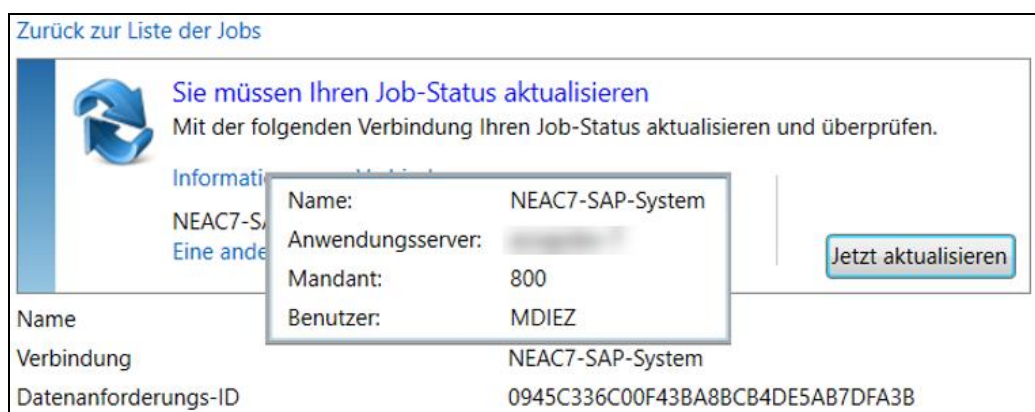 Zurück zur Liste der Jobs
Sie müssen Ihren Job-Status aktualisieren
Mit der folgenden Verbindung Ihren Job-Status aktualisieren und überprüfen.
Name: NEAC7-SAP-System
Anwendungsserver:
Mandant: 800
Benutzer: MDIEZ
Jetzt aktualisieren
Name
Verbindung NEAC7-SAP-System
Datenanforderungs-ID 0945C336C00F43BA8BCB4DE5AB7DFA3B